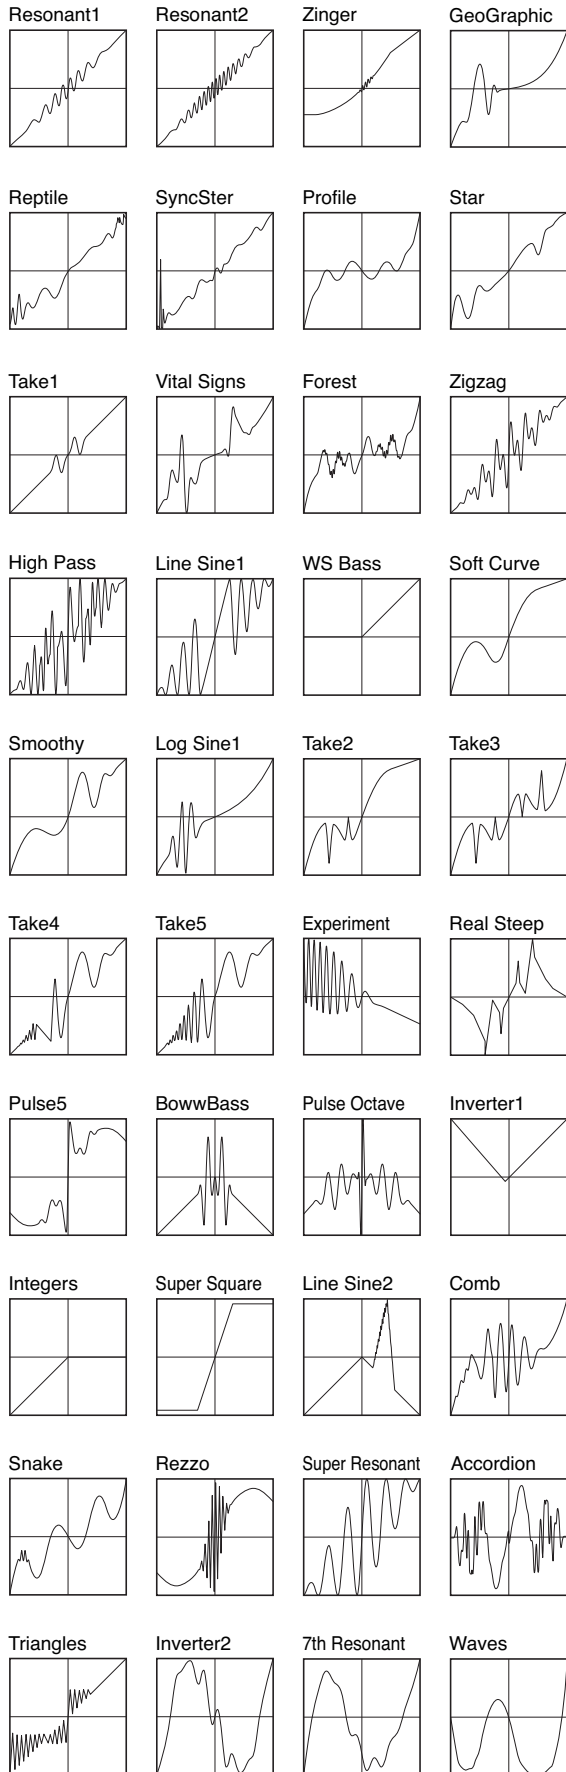 Resonant1 Resonant2 Zinger GeoGraphic
Reptile SyncSter Profile Star
Take1 Vital Signs Forest Zigzag
High Pass Line Sine1 WS Bass Soft Curve
Smoothy Log Sine1 Take2 Take3
Take4 Take5 Experiment Real Steep
Pulse5 BowwBass Pulse Octave Inverter1
Integers Super Square Line Sine2 Comb
Snake Rezzo Super Resonant Accordion
Triangles Inverter2 7th Resonant Waves